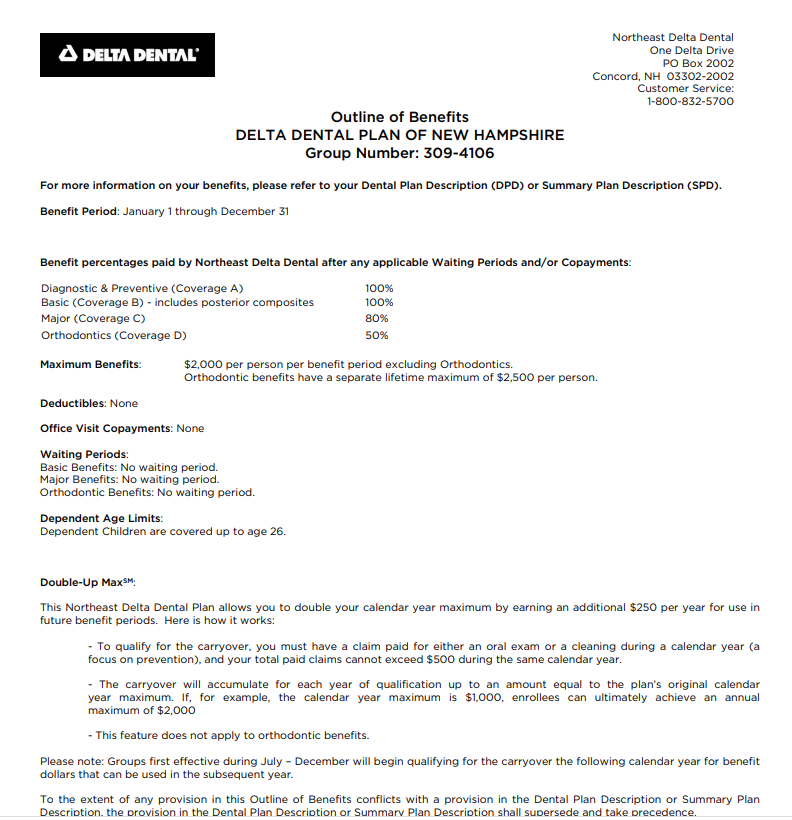 DELTA DENTAL®
Northeast Delta Dental
One Delta Drive
PO Box 2002
Concord, NH 03302-2002
Customer Service:
1-800-832-5700
Outline of Benefits
DELTA DENTAL PLAN OF NEW HAMPSHIRE
Group Number: 309-4106
For more information on your benefits, please refer to your Dental Plan Description (DPD) or Summary Plan Description (SPD).
Benefit Period: January 1 through December 31
Benefit percentages paid by Northeast Delta Dental after any applicable Waiting Periods and/or Copayments:
Diagnostic & Preventive (Coverage A) 100%
Basic (Coverage B) - includes posterior composites 100%
Major (Coverage C) 80%
Orthodontics (Coverage D) 50%
Maximum Benefits: $2,000 per person per benefit period excluding Orthodontics.
Orthodontic benefits have a separate lifetime maximum of $2,500 per person.
Deductibles: None
Office Visit Copayments: None
Waiting Periods:
Basic Benefits: No waiting period.
Major Benefits: No waiting period.
Orthodontic Benefits: No waiting period.
Dependent Age Limits:
Dependent Children are covered up to age 26.
Double-Up Max℠:
This Northeast Delta Dental Plan allows you to double your calendar year maximum by earning an additional $250 per year for use in
future benefit periods. Here is how it works:
- To qualify for the carryover, you must have a claim paid for either an oral exam or a cleaning during a calendar year (a
focus on prevention), and your total paid claims cannot exceed $500 during the same calendar year.
- The carryover will accumulate for each year of qualification up to an amount equal to the plan's original calendar
year maximum. If, for example, the calendar year maximum is $1,000, enrollees can ultimately achieve an annual
maximum of $2,000
- This feature does not apply to orthodontic benefits.
Please note: Groups first effective during July – December will begin qualifying for the carryover the following calendar year for benefit
dollars that can be used in the subsequent year.
To the extent of any provision in this Outline of Benefits conflicts with a provision in the Dental Plan Description or Summary Plan
Description, the provision in the Dental Plan Description or Summary Plan Description shall supersede and take precedence.